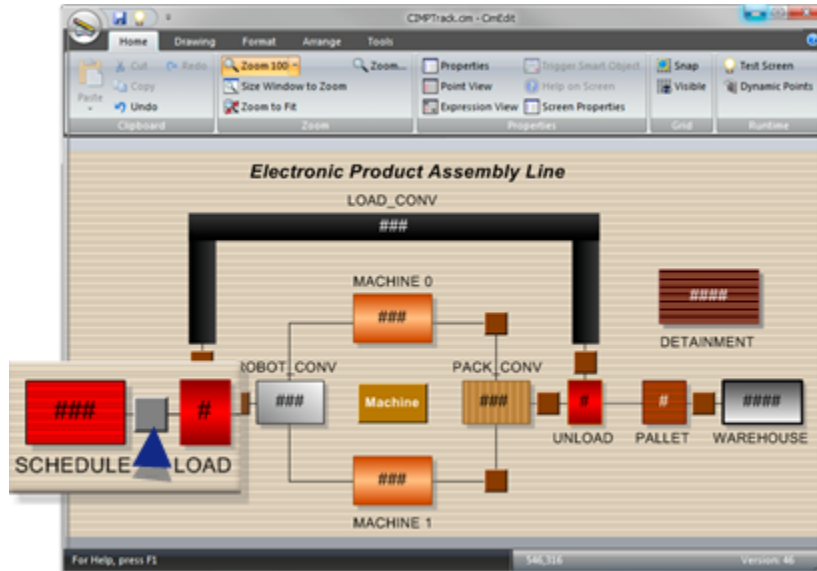 CIMPTrack.cim - CimEdit
Home Drawing Format Arrange Tools
Paste Cut Copy Undo Redo
Clipboard
Zoom 100 Zoom...
Size Window to Zoom
Zoom to Fit
Zoom
Properties Trigger Smart Object
Point View Help on Screen
Expression View Screen Properties
Properties
Snap
Visible
Grid
Test Screen
Dynamic Points
Runtime
Electronic Product Assembly Line
LOAD_CONV
###
MACHINE 0
###
####
DETAINMENT
ROBOT_CONV
###
Machine
PACK_CONV
###
#
UNLOAD
#
PALLET
####
WAREHOUSE
###
SCHEDULE
#
LOAD
###
MACHINE 1
For Help, press F1 546,316 Version: 46